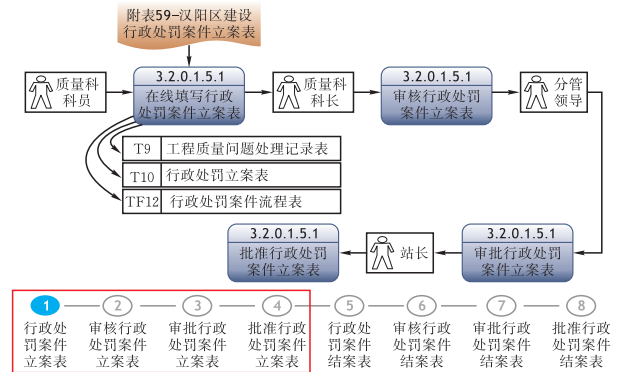 附表59-汉阳区建设
行政处罚案件立案表
质量科
科员
3.2.0.1.5.1
在线填写行政
处罚案件立案表
质量科
科长
3.2.0.1.5.1
审核行政处罚
案件立案表
分管
领导
T9 工程质量问题处理记录表
T10 行政处罚立案表
TF12 行政处罚案件流程表
3.2.0.1.5.1
批准行政处罚
案件立案表
站长
3.2.0.1.5.1
审批行政处罚
案件立案表
1 2 3 4 5 6 7 8
行政处 审核行政 审批行政 批准行政 行政处 审核行政 审批行政 批准行政
罚案件 处罚案件 处罚案件 处罚案件 罚案件 处罚案件 处罚案件 处罚案件
立案表 立案表 立案表 立案表 结案表 结案表 结案表 结案表